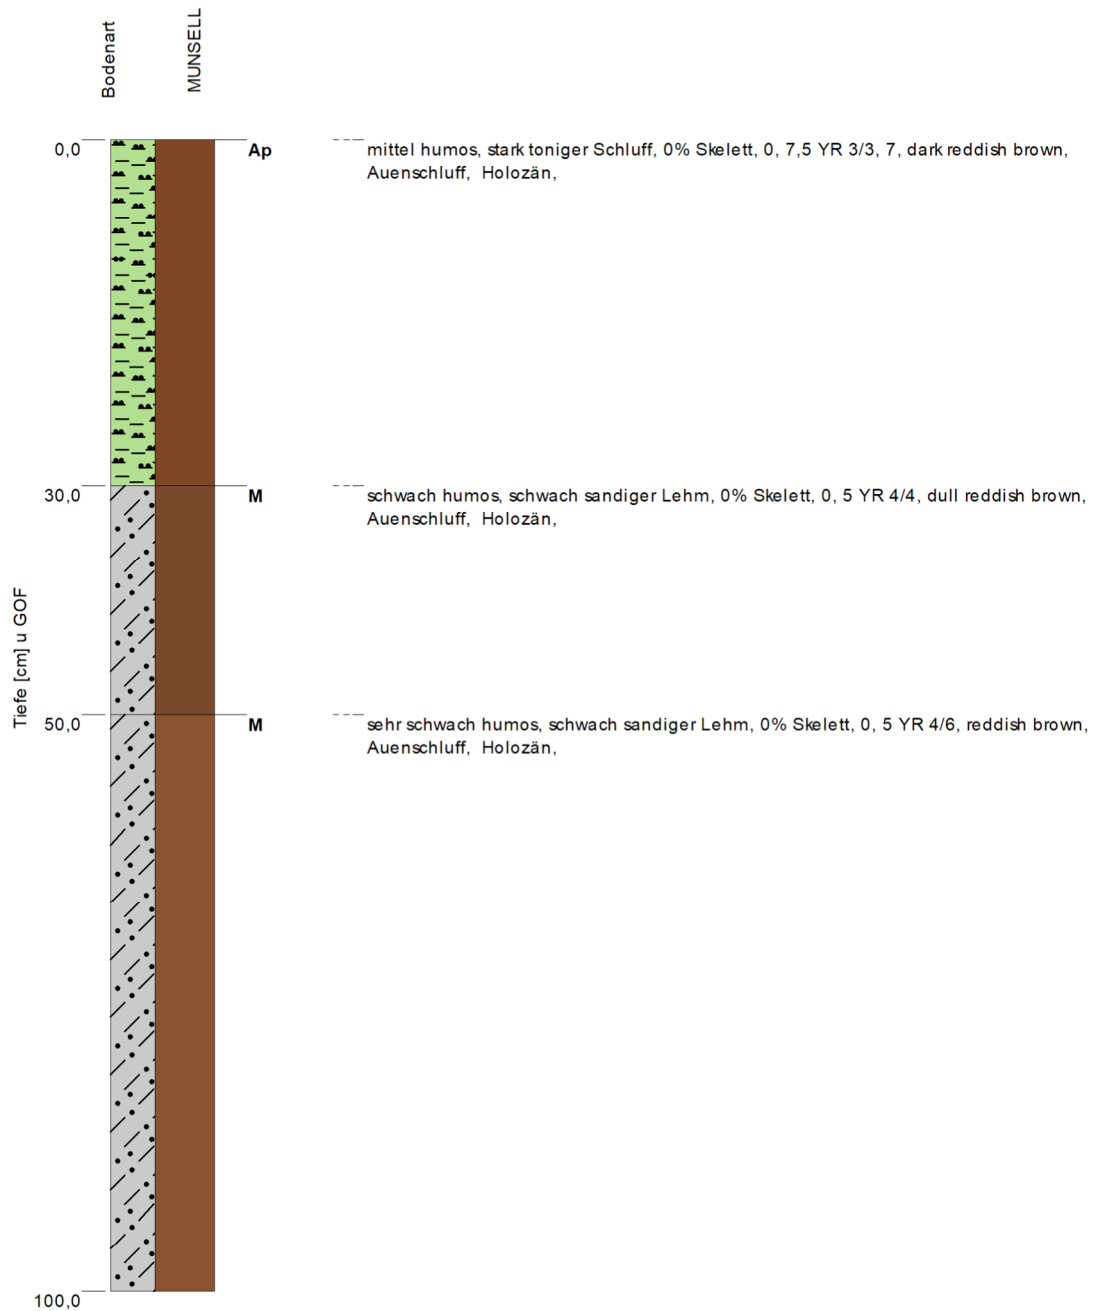 Bodenart
MUNSELL
0,0
Ap
mittel humos, stark toniger Schluff, 0% Skelett, 0, 7,5 YR 3/3, 7, dark reddish brown,
Auenschluff, Holozän,
30,0
M
schwach humos, schwach sandiger Lehm, 0% Skelett, 0, 5 YR 4/4, dull reddish brown,
Auenschluff, Holozän,
Tiefe [cm] u GOF
50,0
M
sehr schwach humos, schwach sandiger Lehm, 0% Skelett, 0, 5 YR 4/6, reddish brown,
Auenschluff, Holozän,
100,0